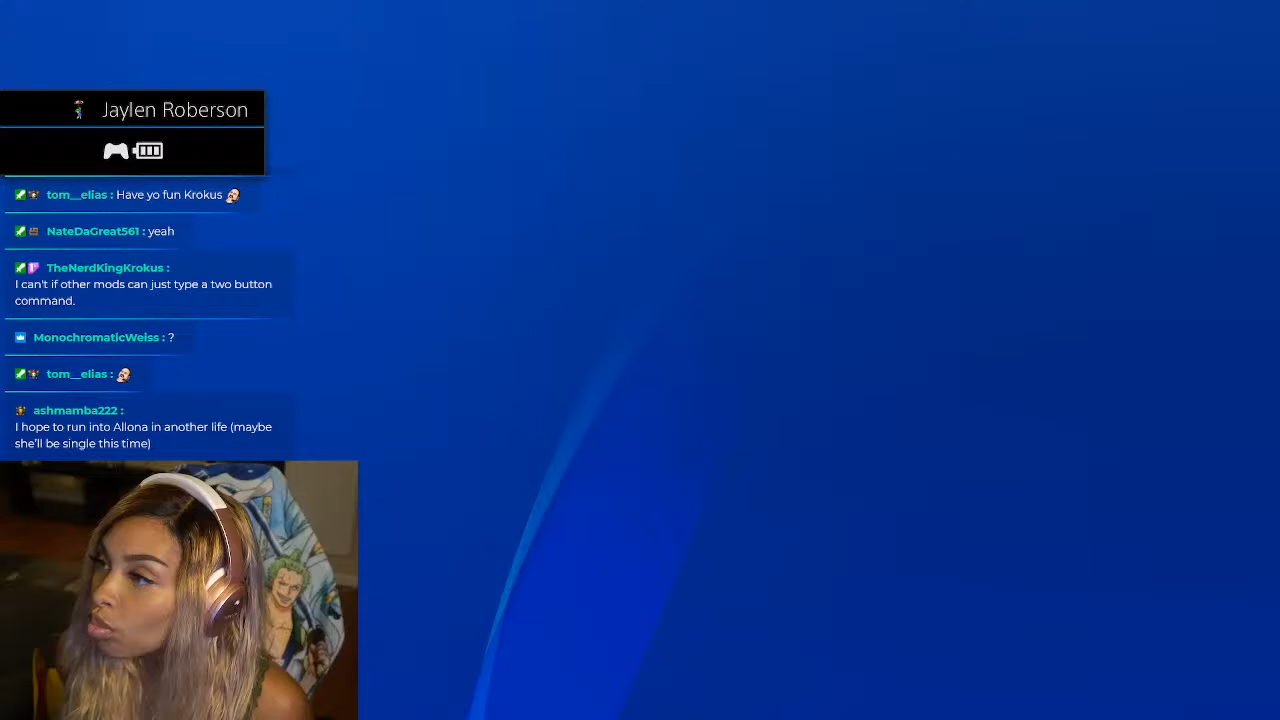 Jaylen Roberson
tom__elias : Have yo fun Krokus
NateDaGreat561 : yeah
TheNerdKingKrokus :
I can't if other mods can just type a two button
command.
MonochromaticWeiss : ?
tom__elias :
ashmamba222 :
I hope to run into Allona in another life (maybe
she'll be single this time)